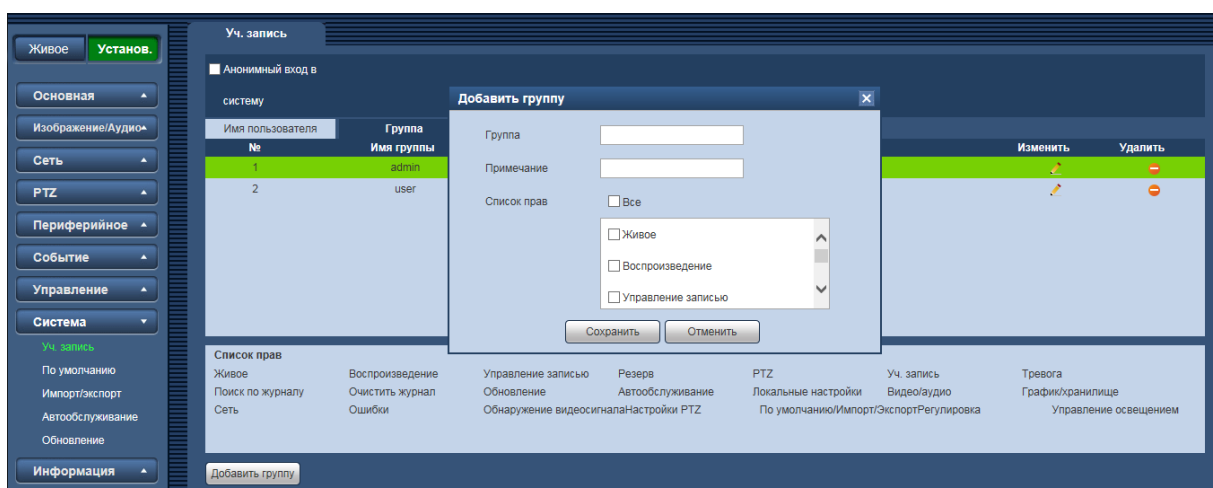 Живое Установ.
Основная
Изображение/Аудио
Сеть
PTZ
Периферийное
Событие
Управление
Система
Уч. запись
По умолчанию
Импорт/экспорт
Автообслуживание
Обновление
Информация
Уч. запись
Анонимный вход в
систему
Имя пользователя Группа
№ Имя группы Изменить Удалить
1 admin
2 user
Добавить группу
Группа
Примечание
Список прав Все
Живое
Воспроизведение
Управление записью
Сохранить Отменить
Список прав
Живое Воспроизведение Управление записью Резерв PTZ Уч. запись Тревога
Поиск по журналу Очистить журнал Обновление Автообслуживание Локальные настройки Видео/аудио График/хранилище
Сеть Ошибки Обнаружение видеосигналаНастройки PTZ По умолчанию/Импорт/ЭкспортРегулировка Управление освещением
Добавить группу